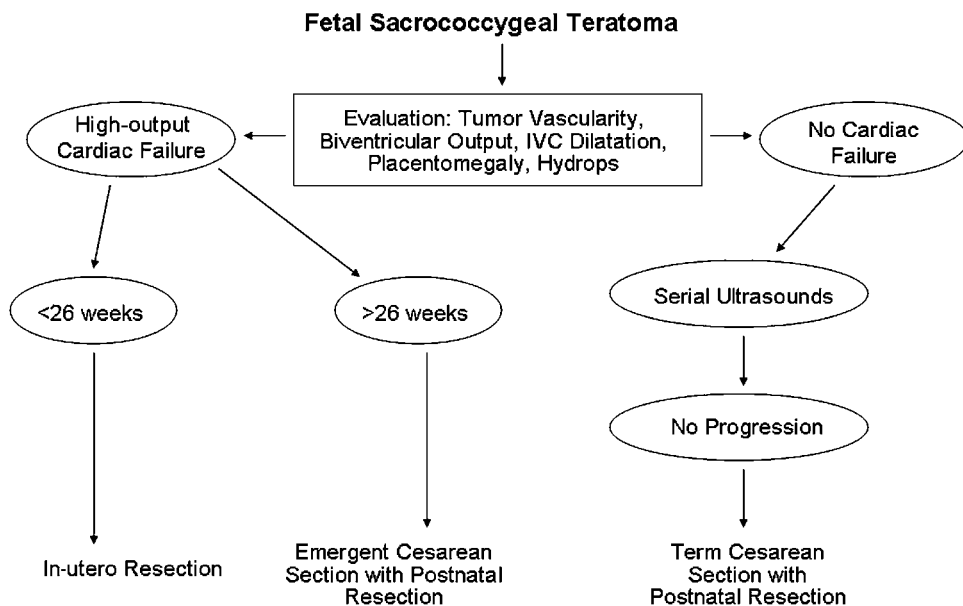 Fetal Sacrococcygeal Teratoma
Evaluation: Tumor Vascularity,
Biventricular Output, IVC Dilatation,
Placentomegaly, Hydrops
High-output
Cardiac Failure
No Cardiac
Failure
<26 weeks
>26 weeks
Serial Ultrasounds
No Progression
In-utero Resection
Emergent Cesarean
Section with Postnatal
Resection
Term Cesarean
Section with
Postnatal Resection